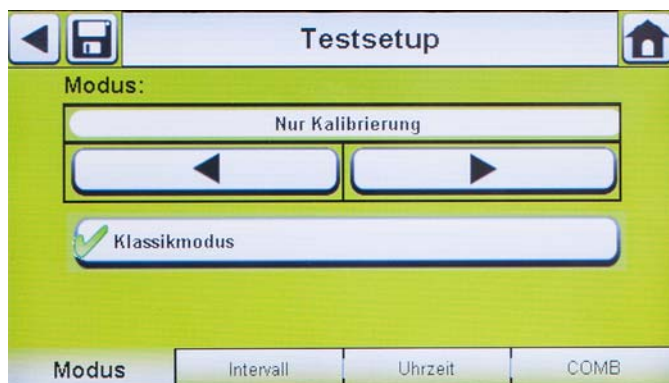 Testsetup
Modus:
Nur Kalibrierung
Klassikmodus
Modus Intervall Uhrzeit COMB